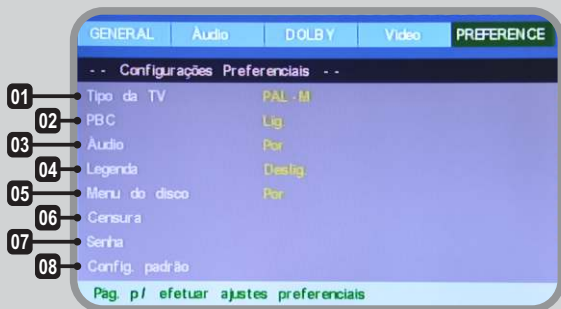 GENERAL Áudio DOLBY Vídeo PREFERENCE
-- Configurações Preferenciais --
01 Tipo da TV PAL-M
02 PBC Lig.
03 Áudio Por
04 Legenda Deslig.
05 Menu do disco Por
06 Censura
07 Senha
08 Config. padrão
Pág. p/ efetuar ajustes preferenciais